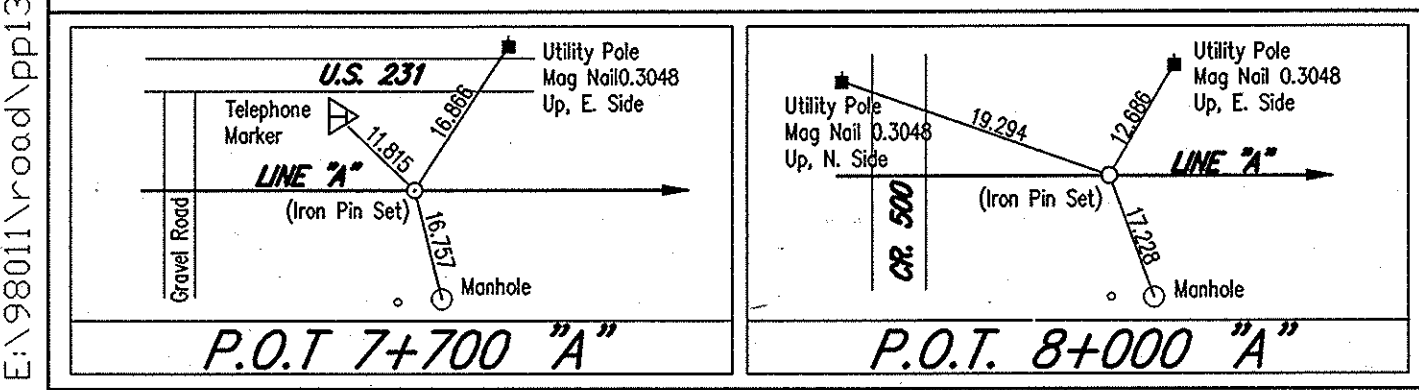 E:\98011\road\pp13
U.S. 231
Utility Pole
Mag Nail0.3048
Up, E. Side
Telephone
Marker
11.815
16.866
LINE "A"
(Iron Pin Set)
16.757
Gravel Road
Manhole
P.O.T 7+700 "A"
Utility Pole
Mag Nail 0.3048
Up, N. Side
19.294
12.686
Utility Pole
Mag Nail 0.3048
Up, E. Side
LINE "A"
(Iron Pin Set)
CR. 500
17.228
Manhole
P.O.T. 8+000 "A"